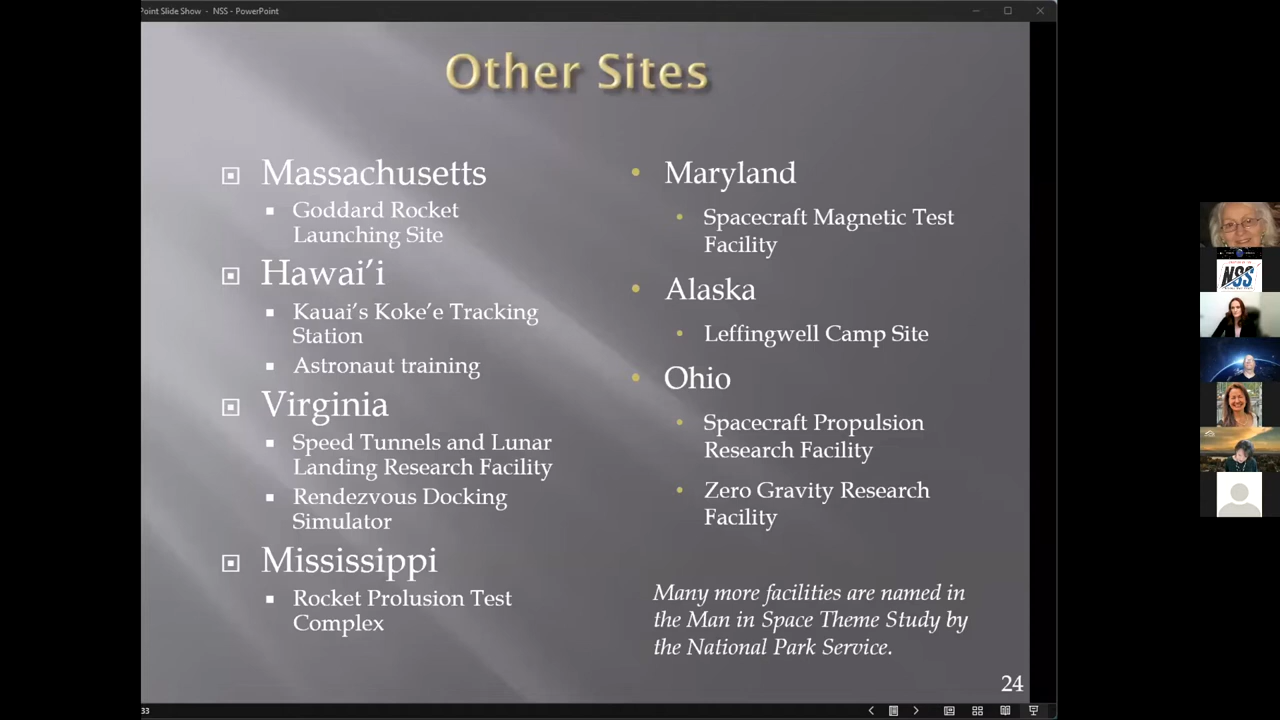 Point Slide Show - NSS - PowerPoint
Other Sites
Massachusetts
Goddard Rocket
Launching Site
Hawai’i
Kauai’s Koke’e Tracking
Station
Astronaut training
Virginia
Speed Tunnels and Lunar
Landing Research Facility
Rendezvous Docking
Simulator
Mississippi
Rocket Prolusion Test
Complex
Maryland
Spacecraft Magnetic Test
Facility
Alaska
Leffingwell Camp Site
Ohio
Spacecraft Propulsion
Research Facility
Zero Gravity Research
Facility
Many more facilities are named in
the Man in Space Theme Study by
the National Park Service.
24
33
NSS